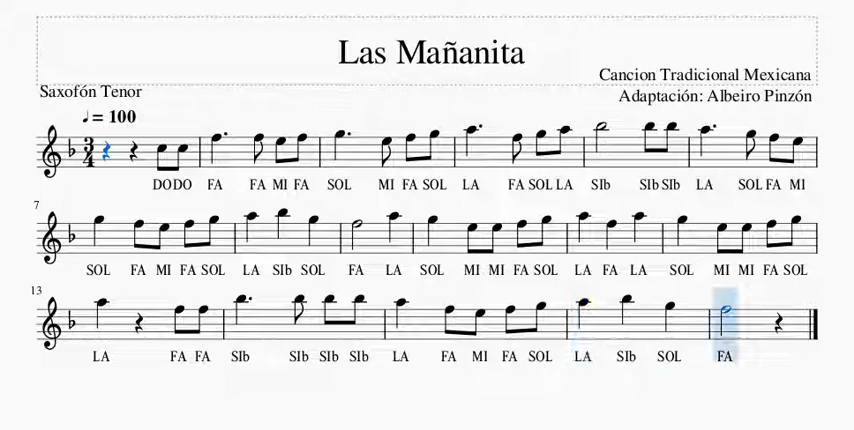 Las Mañanita
Cancion Tradicional Mexicana
Saxofón Tenor
Adaptación: Albeiro Pinzón
♩ = 100
3
4
DO DO FA FA MI FA SOL MI FA SOL LA FA SOL LA SIb SIb SIb LA SOL FA MI
7
SOL FA MI FA SOL LA SIb SOL FA LA SOL MI MI FA SOL LA FA LA SOL MI MI FA SOL
13
LA FA FA SIb SIb SIb SIb LA FA MI FA SOL LA SIb SOL FA